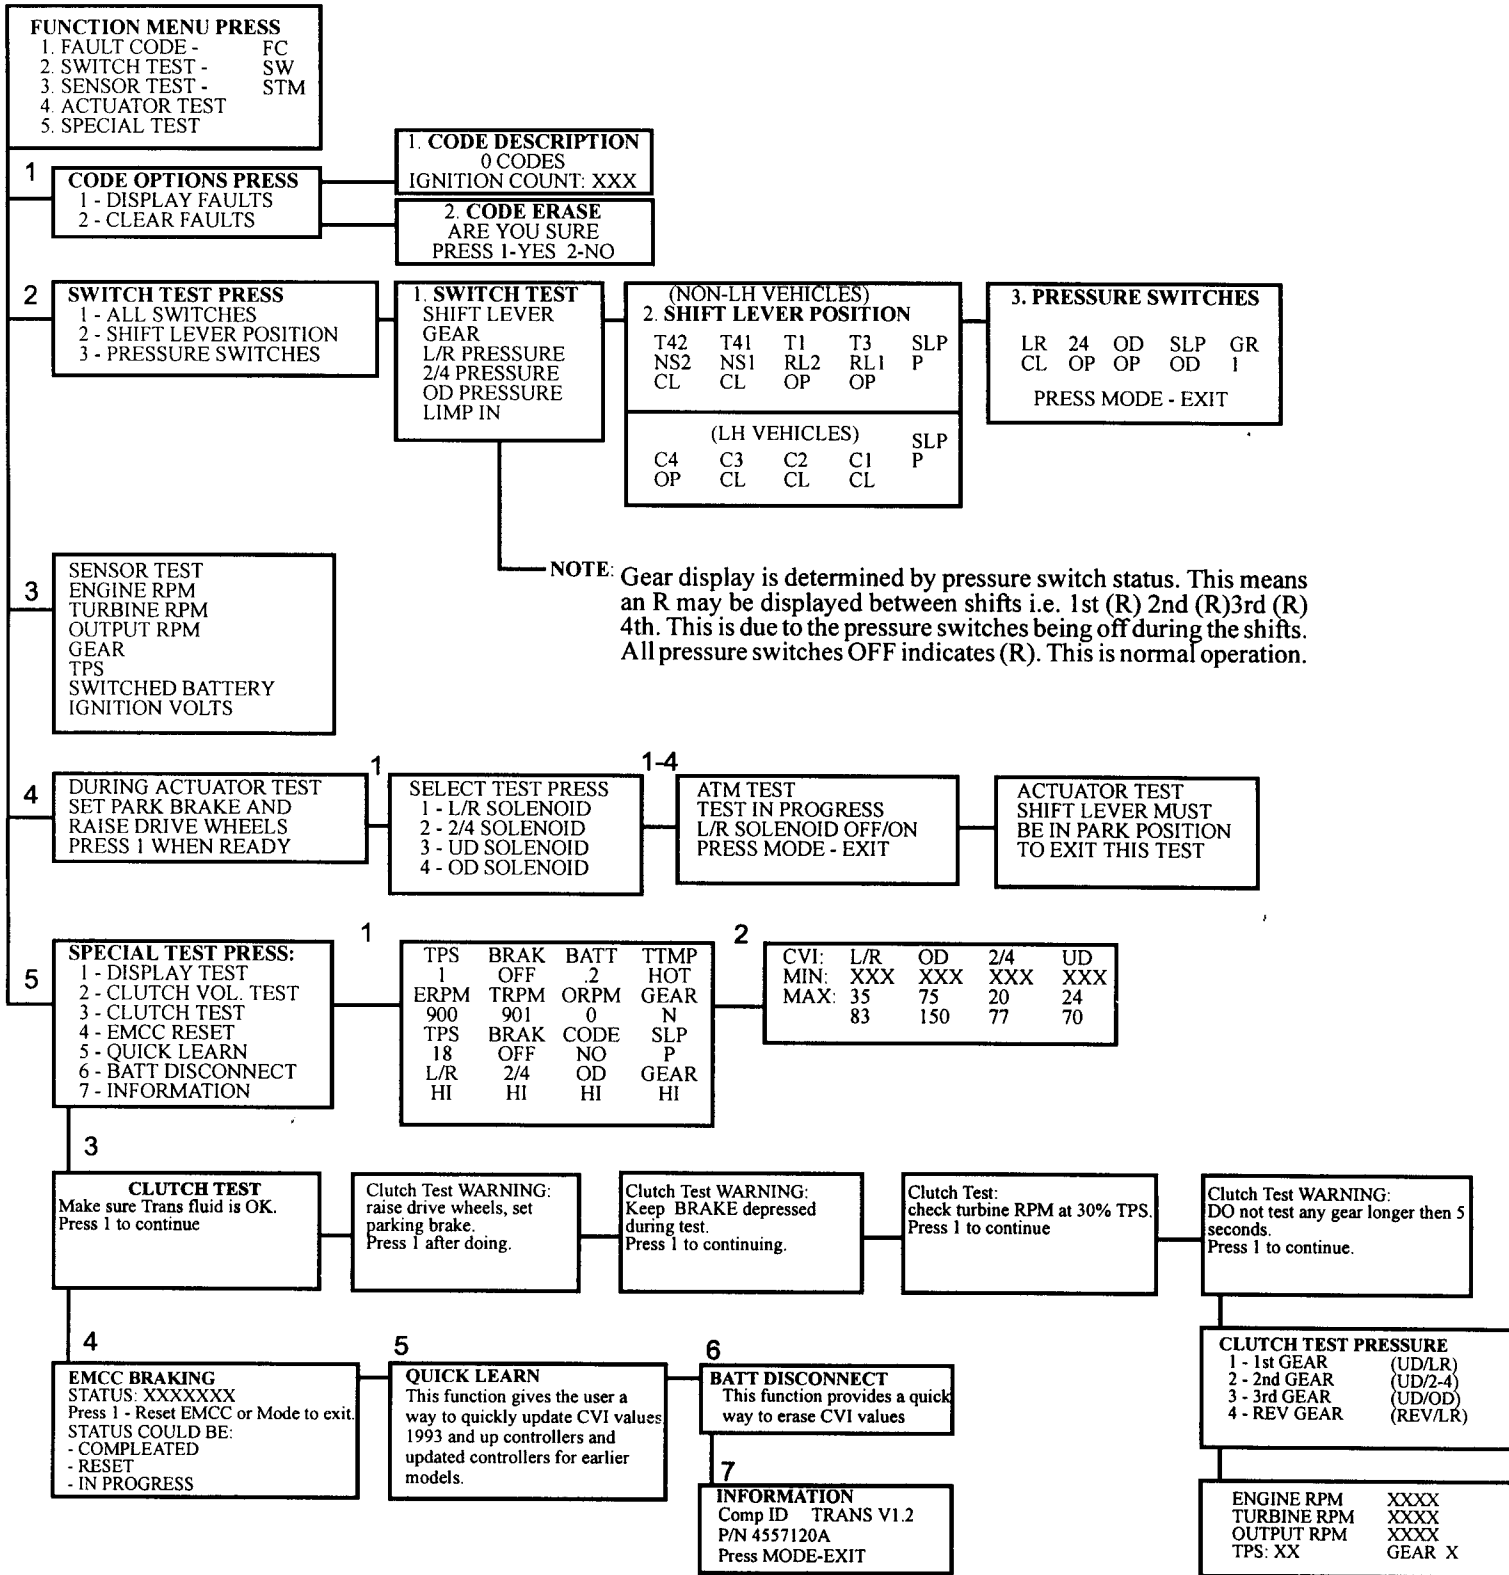 FUNCTION MENU PRESS
1. FAULT CODE - FC
2. SWITCH TEST - SW
3. SENSOR TEST - STM
4. ACTUATOR TEST
5. SPECIAL TEST
1
CODE OPTIONS PRESS
1 - DISPLAY FAULTS
2 - CLEAR FAULTS
1. CODE DESCRIPTION
0 CODES
IGNITION COUNT: XXX
2. CODE ERASE
ARE YOU SURE
PRESS 1-YES 2-NO
2
SWITCH TEST PRESS
1 - ALL SWITCHES
2 - SHIFT LEVER POSITION
3 - PRESSURE SWITCHES
1. SWITCH TEST
SHIFT LEVER
GEAR
L/R PRESSURE
2/4 PRESSURE
OD PRESSURE
LIMP IN
(NON-LH VEHICLES)
2. SHIFT LEVER POSITION
T42 T41 T1 T3 SLP
NS2 NS1 RL2 RL1 P
CL CL OP OP
(LH VEHICLES) SLP
C4 C3 C2 C1 P
OP CL CL CL
3. PRESSURE SWITCHES
LR 24 OD SLP GR
CL OP OP OD 1
PRESS MODE - EXIT
NOTE: Gear display is determined by pressure switch status. This means
an R may be displayed between shifts i.e. 1st (R) 2nd (R)3rd (R)
4th. This is due to the pressure switches being off during the shifts.
All pressure switches OFF indicates (R). This is normal operation.
3
SENSOR TEST
ENGINE RPM
TURBINE RPM
OUTPUT RPM
GEAR
TPS
SWITCHED BATTERY
IGNITION VOLTS
4
DURING ACTUATOR TEST
SET PARK BRAKE AND
RAISE DRIVE WHEELS
PRESS 1 WHEN READY
1
SELECT TEST PRESS
1 - L/R SOLENOID
2 - 2/4 SOLENOID
3 - UD SOLENOID
4 - OD SOLENOID
1-4
ATM TEST
TEST IN PROGRESS
L/R SOLENOID OFF/ON
PRESS MODE - EXIT
ACTUATOR TEST
SHIFT LEVER MUST
BE IN PARK POSITION
TO EXIT THIS TEST
5
SPECIAL TEST PRESS:
1 - DISPLAY TEST
2 - CLUTCH VOL. TEST
3 - CLUTCH TEST
4 - EMCC RESET
5 - QUICK LEARN
6 - BATT DISCONNECT
7 - INFORMATION
1
TPS BRAK BATT TTMP
1 OFF .2 HOT
ERPM TRPM ORPM GEAR
900 901 0 N
TPS BRAK CODE SLP
18 OFF NO P
L/R 2/4 OD GEAR
HI HI HI HI
2
CVI: L/R OD 2/4 UD
MIN: XXX XXX XXX XXX
MAX: 35 75 20 24
83 150 77 70
3
CLUTCH TEST
Make sure Trans fluid is OK.
Press 1 to continue
Clutch Test WARNING:
raise drive wheels, set
parking brake.
Press 1 after doing.
Clutch Test WARNING:
Keep BRAKE depressed
during test.
Press 1 to continuing.
Clutch Test:
check turbine RPM at 30% TPS.
Press 1 to continue
Clutch Test WARNING:
DO not test any gear longer then 5
seconds.
Press 1 to continue.
CLUTCH TEST PRESSURE
1 - 1st GEAR (UD/LR)
2 - 2nd GEAR (UD/2-4)
3 - 3rd GEAR (UD/OD)
4 - REV GEAR (REV/LR)
ENGINE RPM XXXX
TURBINE RPM XXXX
OUTPUT RPM XXXX
TPS: XX GEAR X
4
EMCC BRAKING
STATUS: XXXXXXX
Press 1 - Reset EMCC or Mode to exit.
STATUS COULD BE:
- COMPLEATED
- RESET
- IN PROGRESS
5
QUICK LEARN
This function gives the user a
way to quickly update CVI values
1993 and up controllers and
updated controllers for earlier
models.
6
BATT DISCONNECT
This function provides a quick
way to erase CVI values
7
INFORMATION
Comp ID TRANS V1.2
P/N 4557120A
Press MODE-EXIT